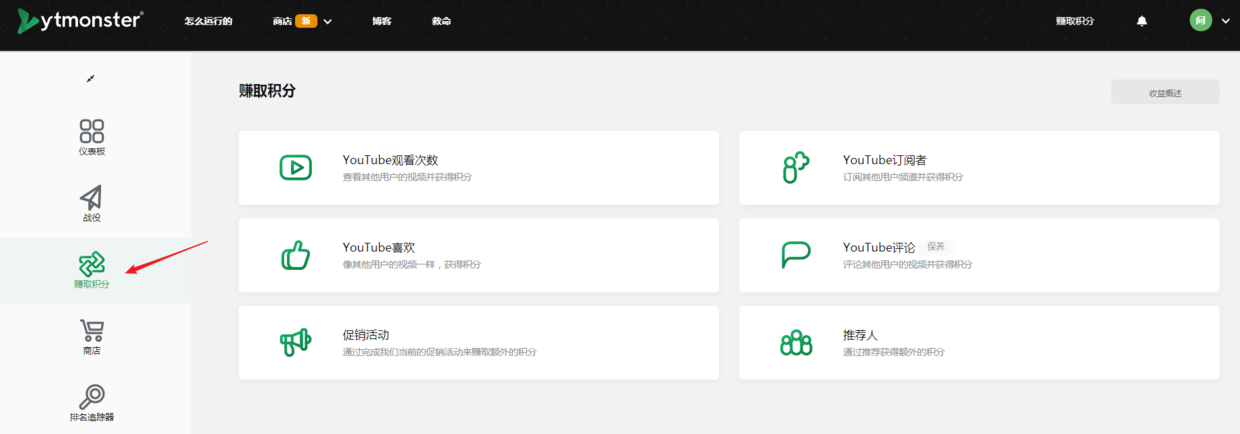 ytmonster®
怎么运行的
商店 新
博客
救命
赚取积分
仪表板
战役
赚取积分
商店
排名追踪器
赚取积分
收益概述
YouTube观看次数
查看其他用户的视频并获得积分
YouTube订阅者
订阅其他用户频道并获得积分
YouTube喜欢
像其他用户的视频一样，获得积分
YouTube评论 保养
评论其他用户的视频并获得积分
促销活动
通过完成我们当前的促销活动来赚取额外的积分
推荐人
通过推荐获得额外的积分